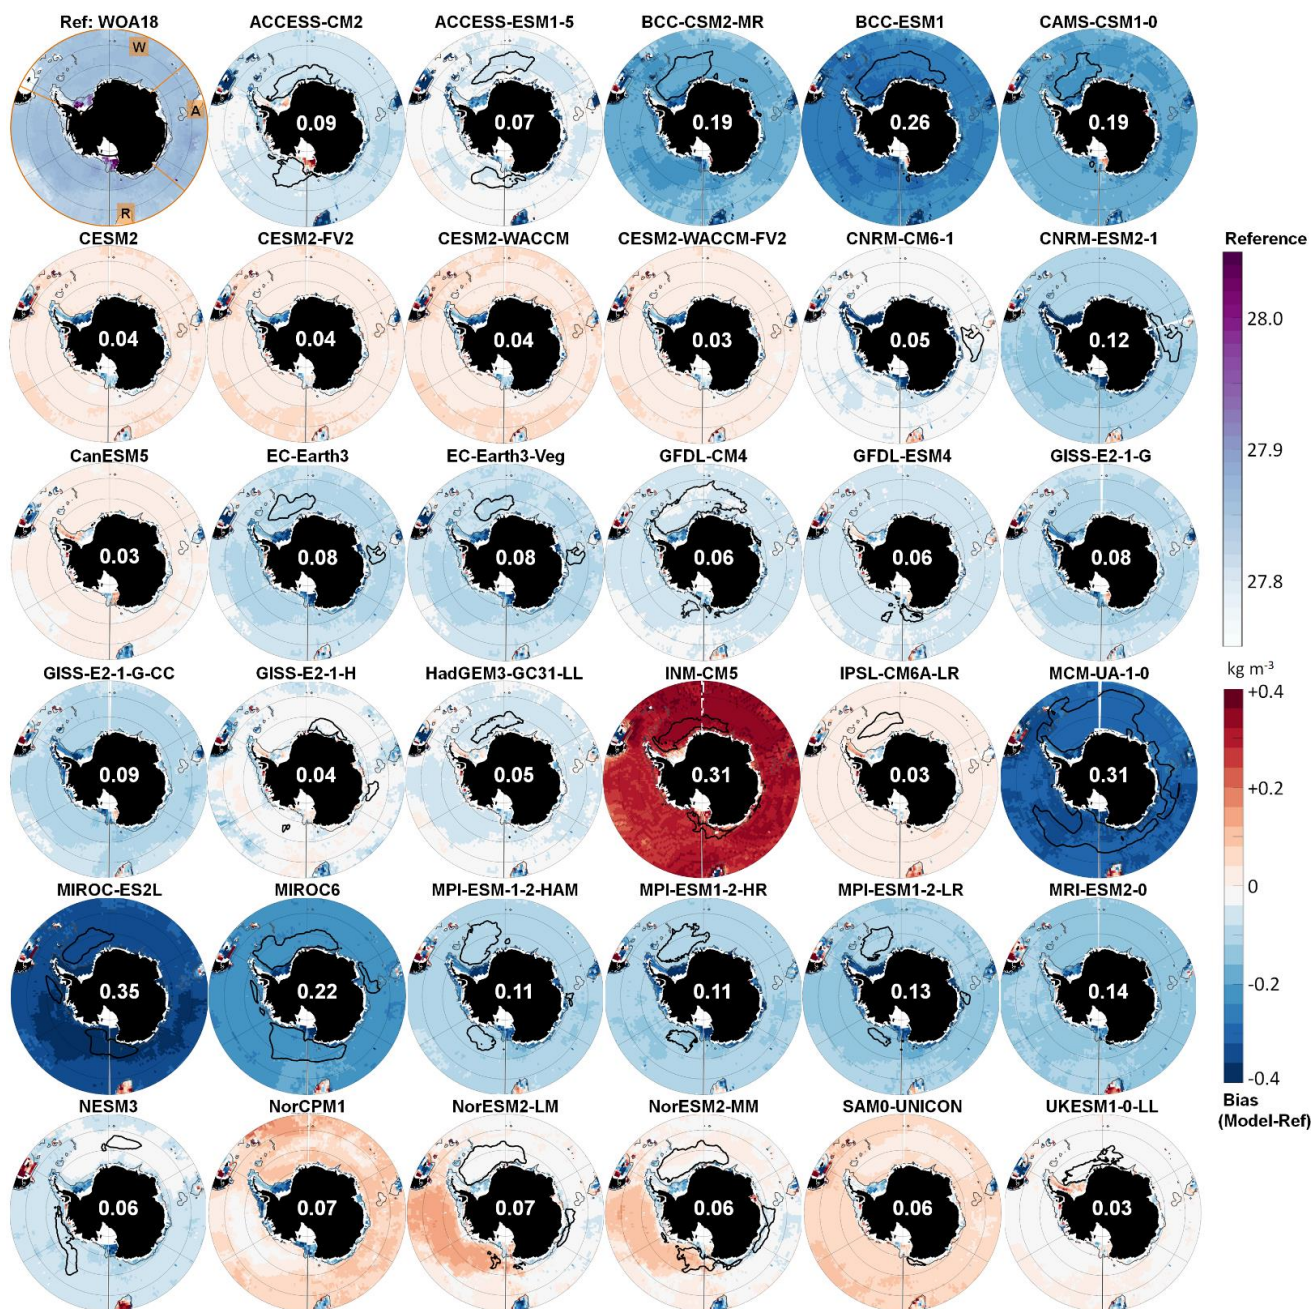 Ref: WOA18 ACCESS-CM2 ACCESS-ESM1-5 BCC-CSM2-MR BCC-ESM1 CAMS-CSM1-0
W
A
R
0.09 0.07 0.19 0.26 0.19
CESM2 CESM2-FV2 CESM2-WACCM CESM2-WACCM-FV2 CNRM-CM6-1 CNRM-ESM2-1
0.04 0.04 0.04 0.03 0.05 0.12
CanESM5 EC-Earth3 EC-Earth3-Veg GFDL-CM4 GFDL-ESM4 GISS-E2-1-G
0.03 0.08 0.08 0.06 0.06 0.08
GISS-E2-1-G-CC GISS-E2-1-H HadGEM3-GC31-LL INM-CM5 IPSL-CM6A-LR MCM-UA-1-0
0.09 0.04 0.05 0.31 0.03 0.31
MIROC-ES2L MIROC6 MPI-ESM-1-2-HAM MPI-ESM1-2-HR MPI-ESM1-2-LR MRI-ESM2-0
0.35 0.22 0.11 0.11 0.13 0.14
NESM3 NorCPM1 NorESM2-LM NorESM2-MM SAM0-UNICON UKESM1-0-LL
0.06 0.07 0.07 0.06 0.06 0.03
Reference
28.0
27.9
27.8
kg m⁻³
+0.4
+0.2
0
-0.2
-0.4
Bias
(Model-Ref)